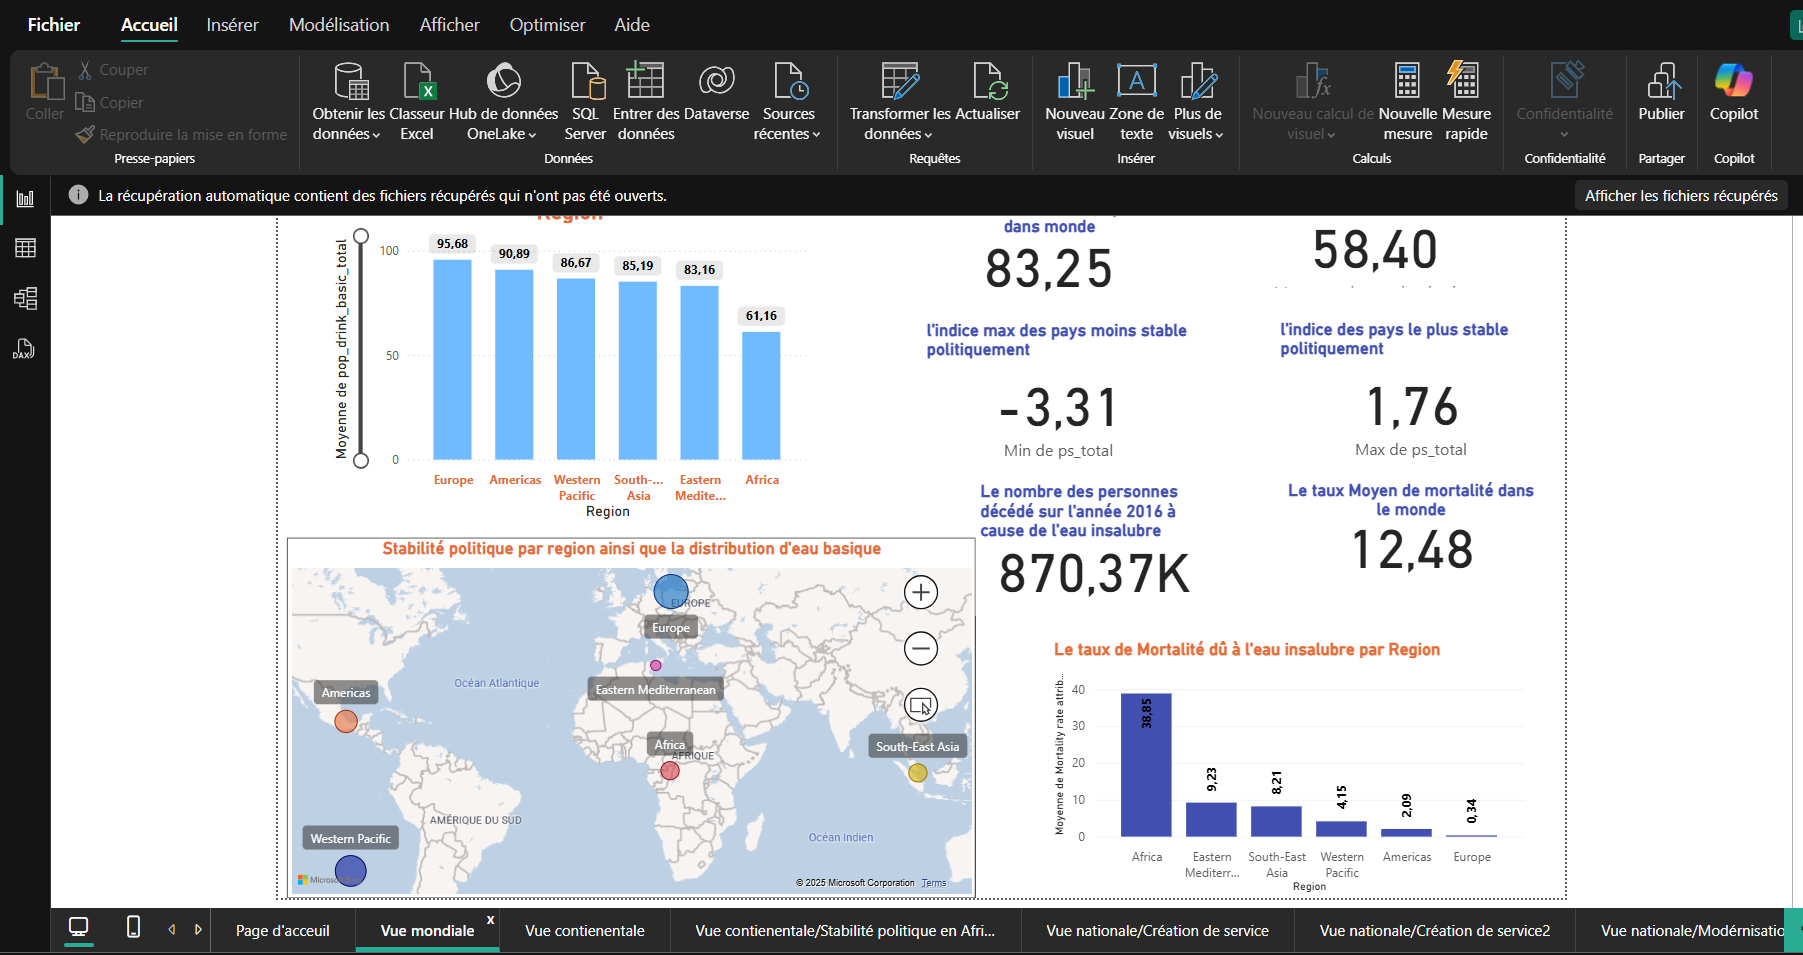 Fichier Accueil Insérer Modélisation Afficher Optimiser Aide
Coller
Couper
Copier
Reproduire la mise en forme
Presse-papiers
Obtenir les données
Classeur Excel
Hub de données OneLake
SQL Server
Entrer des données
Dataverse
Sources récentes
Données
Transformer les données
Actualiser
Requêtes
Nouveau visuel
Zone de texte
Plus de visuels
Insérer
Nouveau calcul de visuel
Nouvelle mesure
Mesure rapide
Calculs
Confidentialité
Confidentialité
Publier
Partager
Copilot
Copilot
La récupération automatique contient des fichiers récupérés qui n'ont pas été ouverts.
Afficher les fichiers récupérés
Region
Moyenne de pop_drink_basic_total
100
50
0
95,68
90,89
86,67
85,19
83,16
61,16
Europe
Americas
Western Pacific
South-... Asia
Eastern Medite...
Africa
Region
dans monde
83,25
58,40
l'indice max des pays moins stable
politiquement
-3,31
Min de ps_total
l'indice des pays le plus stable
politiquement
1,76
Max de ps_total
Le nombre des personnes
décédé sur l'année 2016 à
cause de l'eau insalubre
870,37K
Le taux Moyen de mortalité dans
le monde
12,48
Stabilité politique par region ainsi que la distribution d'eau basique
EUROPE
Europe
Océan Atlantique
Eastern Mediterranean
Americas
Africa
AFRIQUE
South-East Asia
AMÉRIQUE DU SUD
Océan Indien
Western Pacific
© 2025 Microsoft Corporation Terms
Le taux de Mortalité dû à l'eau insalubre par Region
Moyenne de Mortality rate attrib...
40
30
20
10
0
38,85
9,23
8,21
4,15
2,09
0,34
Africa
Eastern Mediterr...
South-East Asia
Western Pacific
Americas
Europe
Region
Page d'acceuil
Vue mondiale
x
Vue contienentale
Vue contienentale/Stabilité politique en Afri...
Vue nationale/Création de service
Vue nationale/Création de service2
Vue nationale/Modérnisatio